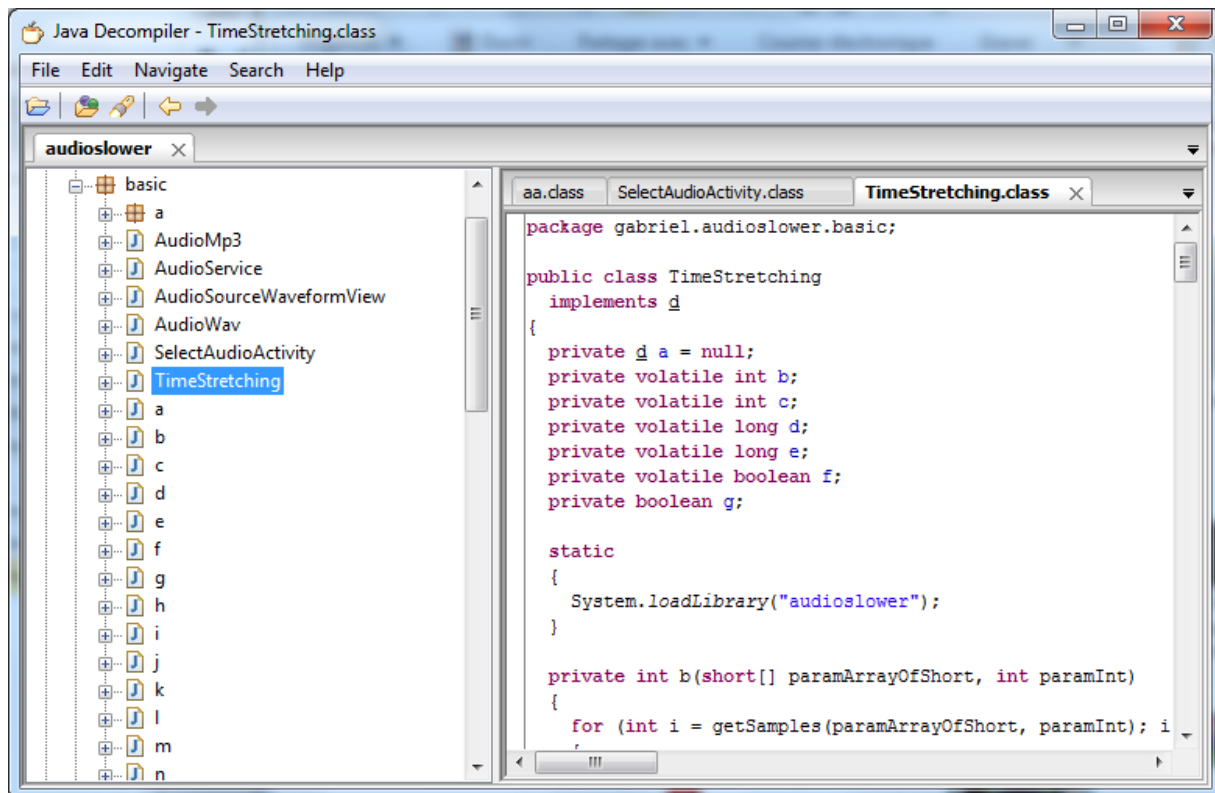 Java Decompiler - TimeStretching.class
File Edit Navigate Search Help
audioslower
basic
a
AudioMp3
AudioService
AudioSourceWaveformView
AudioWav
SelectAudioActivity
TimeStretching
a
b
c
d
e
f
g
h
i
j
k
l
m
n
aa.class SelectAudioActivity.class TimeStretching.class
package gabriel.audioslower.basic;
public class TimeStretching
implements d
{
private d a = null;
private volatile int b;
private volatile int c;
private volatile long d;
private volatile long e;
private volatile boolean f;
private boolean g;
static
{
System.loadLibrary("audioslower");
}
private int b(short[] paramArrayOfShort, int paramInt)
{
for (int i = getSamples(paramArrayOfShort, paramInt); i
{